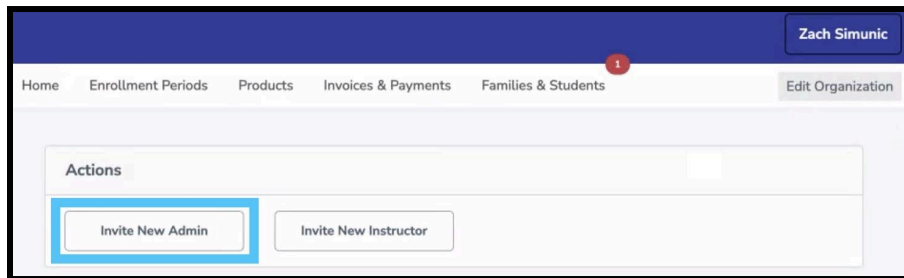 Zach Simunic
1
Home Enrollment Periods Products Invoices & Payments Families & Students Edit Organization
Actions
Invite New Admin Invite New Instructor